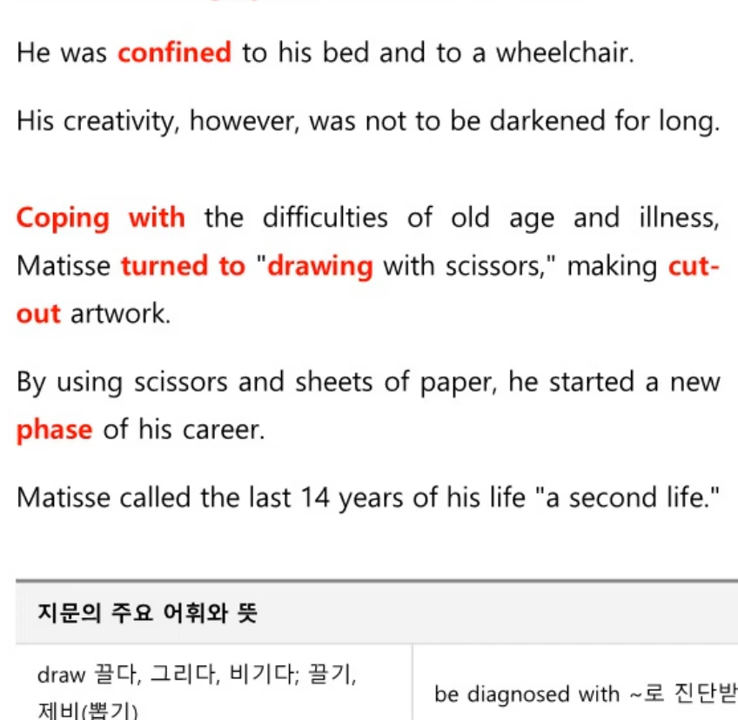 He was confined to his bed and to a wheelchair.
His creativity, however, was not to be darkened for long.
Coping with the difficulties of old age and illness,
Matisse turned to "drawing with scissors," making cut-
out artwork.
By using scissors and sheets of paper, he started a new
phase of his career.
Matisse called the last 14 years of his life "a second life."
지문의 주요 어휘와 뜻
draw 끌다, 그리다, 비기다; 끌기,
제비(뽑기)
be diagnosed with ~로 진단받